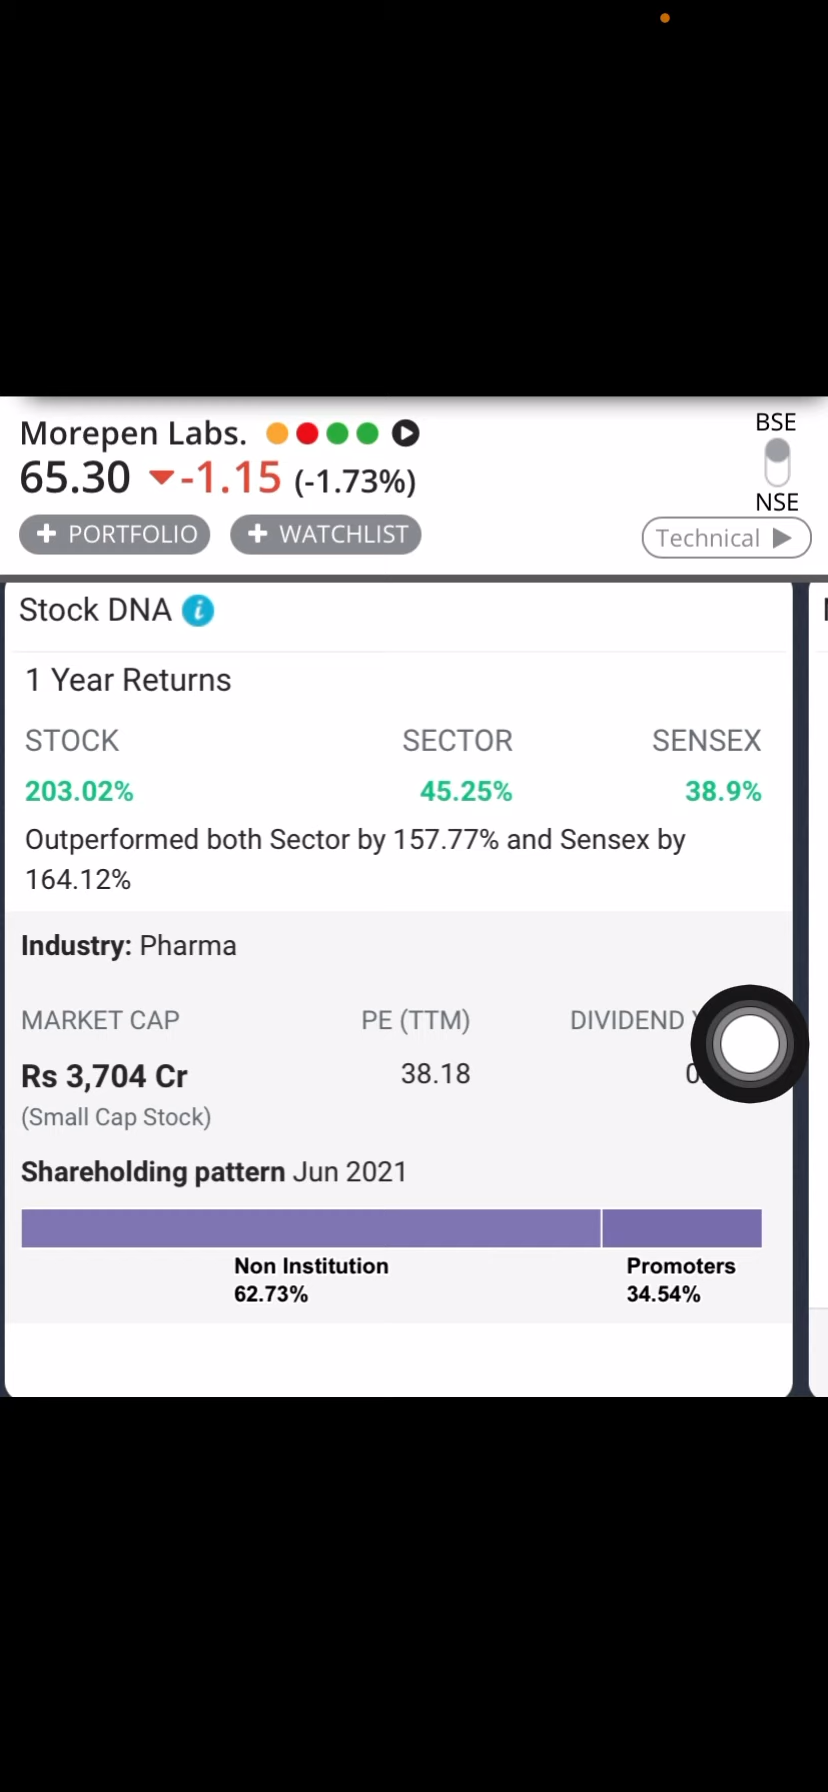 Morepen Labs.
BSE
65.30 -1.15 (-1.73%)
NSE
+ PORTFOLIO + WATCHLIST
Technical
Stock DNA i
1 Year Returns
STOCK SECTOR SENSEX
203.02% 45.25% 38.9%
Outperformed both Sector by 157.77% and Sensex by
164.12%
Industry: Pharma
MARKET CAP PE (TTM) DIVIDEND
Rs 3,704 Cr 38.18
(Small Cap Stock)
Shareholding pattern Jun 2021
Non Institution Promoters
62.73% 34.54%